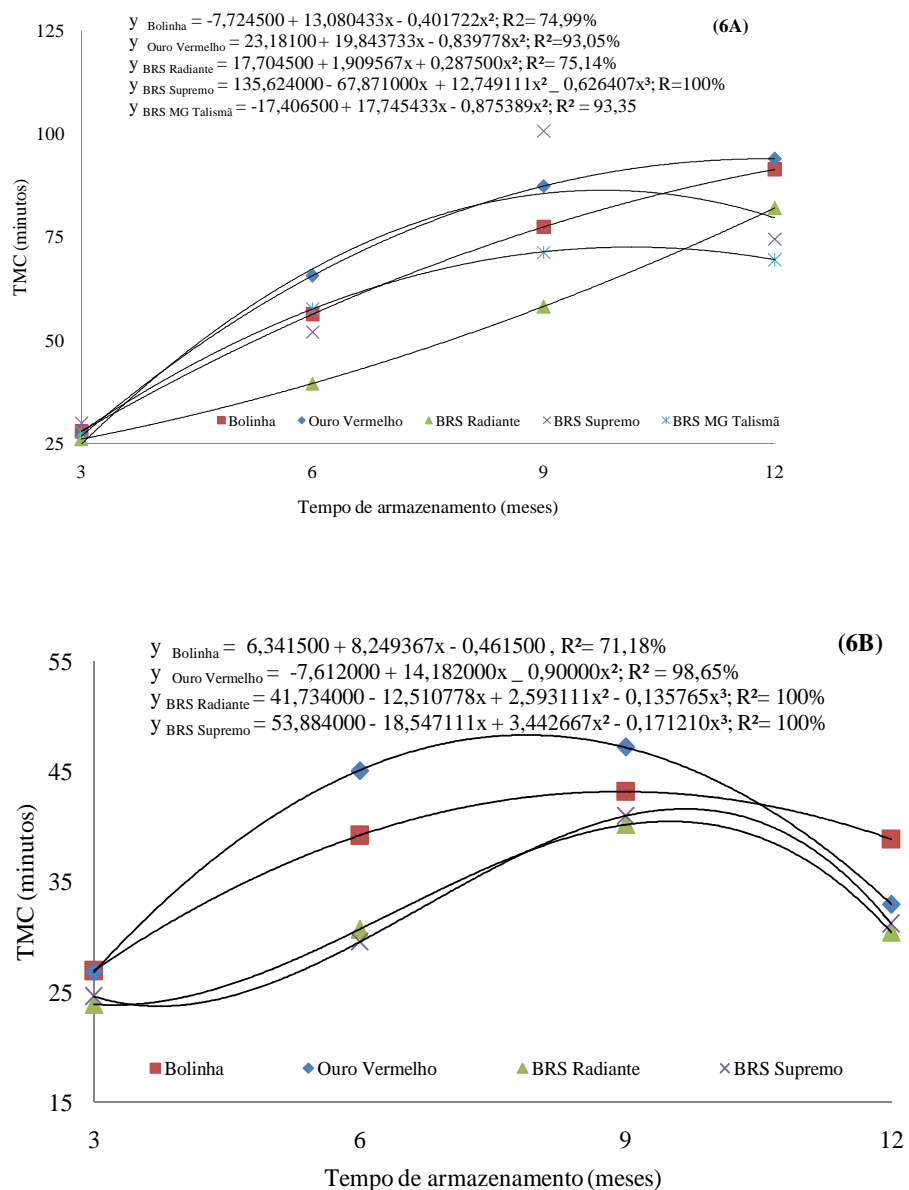 (6A)
y Bolinha = -7,724500 + 13,080433x - 0,401722x²; R2= 74,99%
y Ouro Vermelho = 23,18100 + 19,843733x - 0,839778x²; R²=93,05%
y BRS Radiante = 17,704500 + 1,909567x + 0,287500x²; R²= 75,14%
y BRS Supremo = 135,624000- 67,871000x + 12,749111x² _ 0,626407x³; R=100%
y BRS MG Talismã = -17,406500 + 17,745433x - 0,875389x²; R² = 93,35
125
100
75
50
25
TMC (minutos)
Bolinha Ouro Vermelho BRS Radiante BRS Supremo BRS MG Talismã
3 6 9 12
Tempo de armazenamento (meses)
(6B)
y Bolinha = 6,341500 + 8,249367x - 0,461500 , R²= 71,18%
y Ouro Vermelho = -7,612000 + 14,182000x _ 0,90000x²; R² = 98,65%
y BRS Radiante = 41,734000 - 12,510778x + 2,593111x² - 0,135765x³; R²= 100%
y BRS Supremo = 53,884000 - 18,547111x + 3,442667x² - 0,171210x³; R²= 100%
55
45
35
25
15
TMC (minutos)
Bolinha Ouro Vermelho BRS Radiante BRS Supremo
3 6 9 12
Tempo de armazenamento (meses)